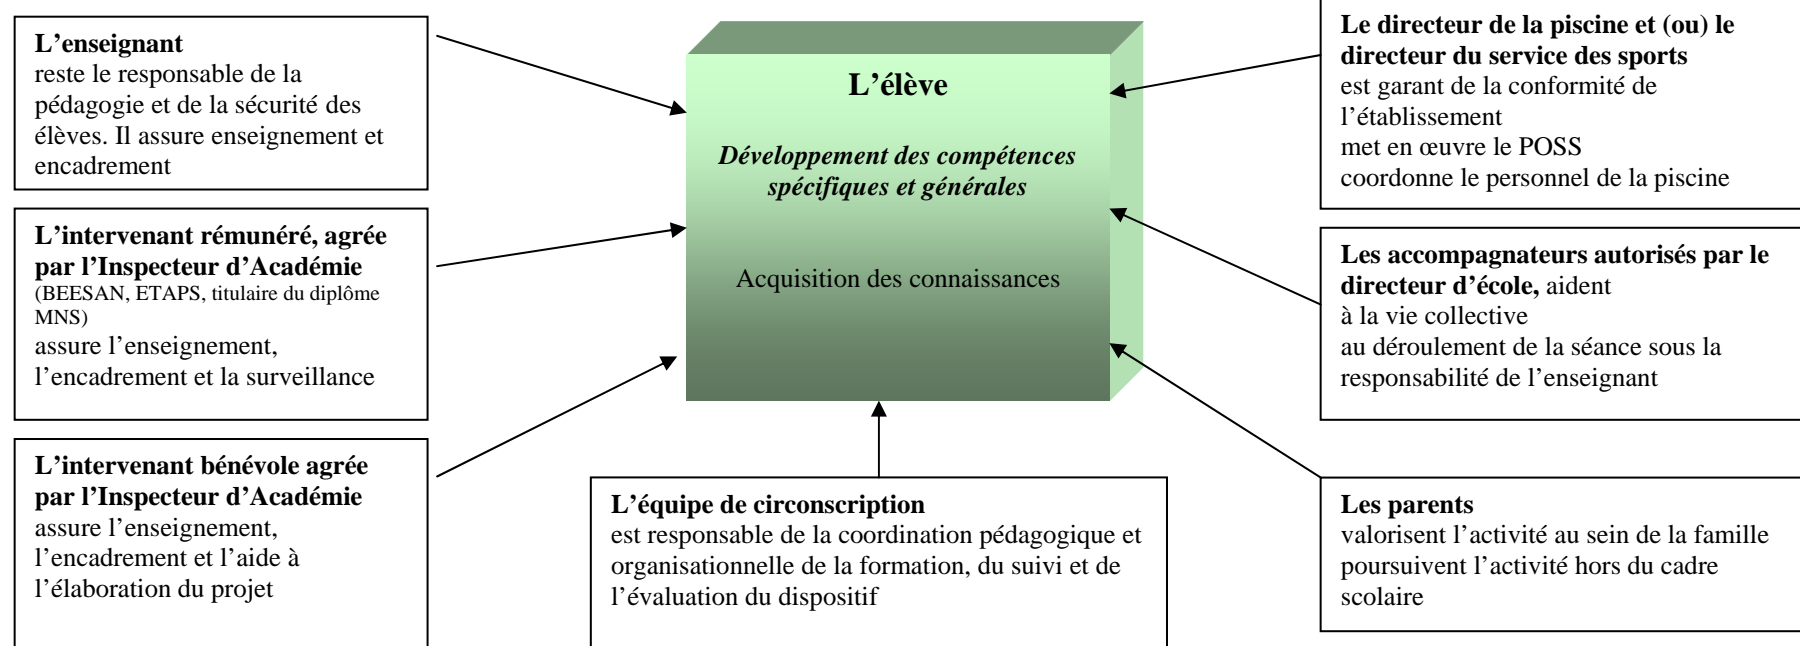 L’enseignant
reste le responsable de la
pédagogie et de la sécurité des
élèves. Il assure enseignement et
encadrement
L’intervenant rémunéré, agrée
par l’Inspecteur d’Académie
(BEESAN, ETAPS, titulaire du diplôme
MNS)
assure l’enseignement,
l’encadrement et la surveillance
L’intervenant bénévole agrée
par l’Inspecteur d’Académie
assure l’enseignement,
l’encadrement et l’aide à
l’élaboration du projet
L’élève
Développement des compétences
spécifiques et générales
Acquisition des connaissances
L’équipe de circonscription
est responsable de la coordination pédagogique et
organisationnelle de la formation, du suivi et de
l’évaluation du dispositif
Le directeur de la piscine et (ou) le
directeur du service des sports
est garant de la conformité de
l’établissement
met en œuvre le POSS
coordonne le personnel de la piscine
Les accompagnateurs autorisés par le
directeur d’école, aident
à la vie collective
au déroulement de la séance sous la
responsabilité de l’enseignant
Les parents
valorisent l’activité au sein de la famille
poursuivent l’activité hors du cadre
scolaire